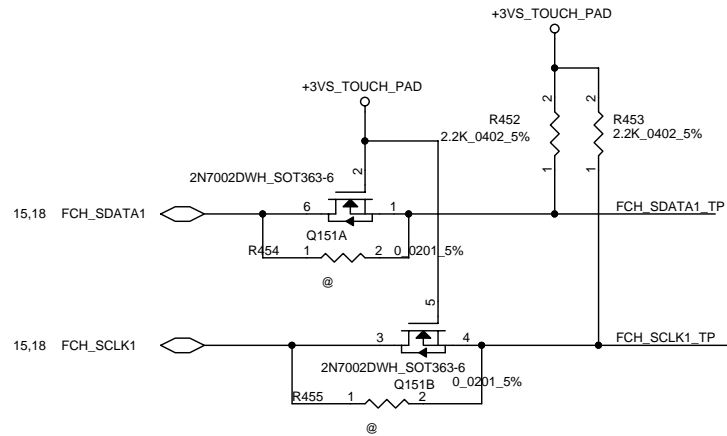 +3VS_TOUCH_PAD
+3VS_TOUCH_PAD
2
2
R452
R453
2.2K_0402_5%
2.2K_0402_5%
2N7002DWH_SOT363-6
2
1
1
15,18 FCH_SDATA1
6
1
FCH_SDATA1_TP
Q151A
R454
1
2
0_0201_5%
@
5
15,18 FCH_SCLK1
3
4
FCH_SCLK1_TP
2N7002DWH_SOT363-6
Q151B
0_0201_5%
R455
1
2
@